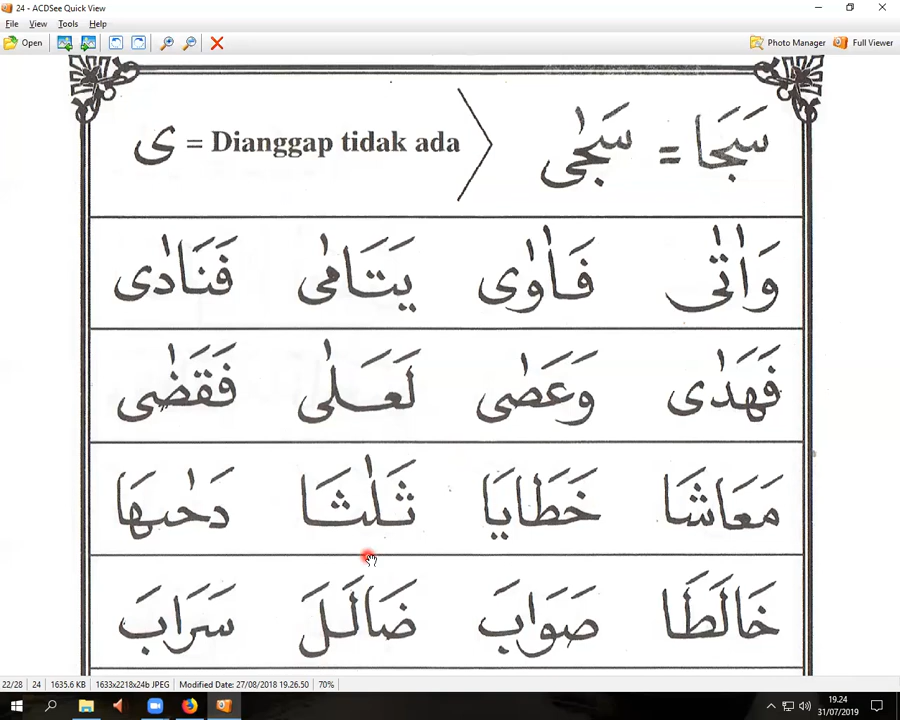 24 - ACDSee Quick View
File View Tools Help
Open Photo Manager Full Viewer
سَجَا = سَجٰى ى = Dianggap tidak ada
وَاٰتٰى فَاٰوٰى يَتَامٰى فَنَادٰى
فَهَدٰى وَعَصٰى لَعَلٰى فَقَضٰى
مَعَاشَا خَطَايَا ثَلٰثَا دَحٰىهَا
خَالَطَا صَوَابَ ضَالَلَ سَرَابَ
22/28 24 1635.6 KB 1633x2218x24b JPEG Modified Date: 27/08/2018 19.26.50 70%
19.24
31/07/2019